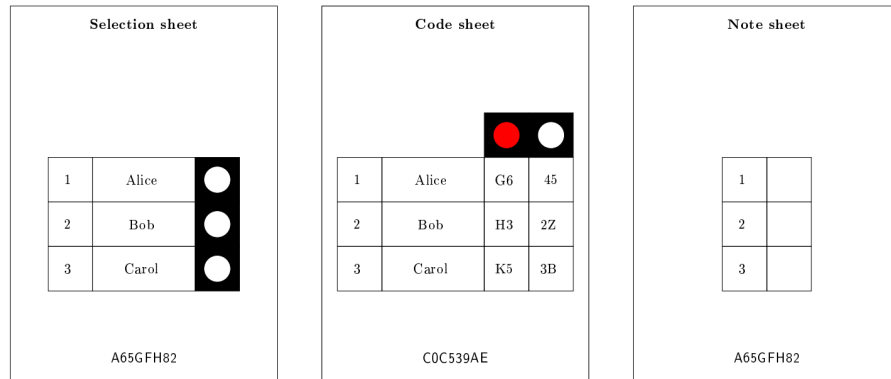 Selection sheet
1 Alice
2 Bob
3 Carol
A65GFH82
Code sheet
1 Alice G6 45
2 Bob H3 2Z
3 Carol K5 3B
C0C539AE
Note sheet
1
2
3
A65GFH82